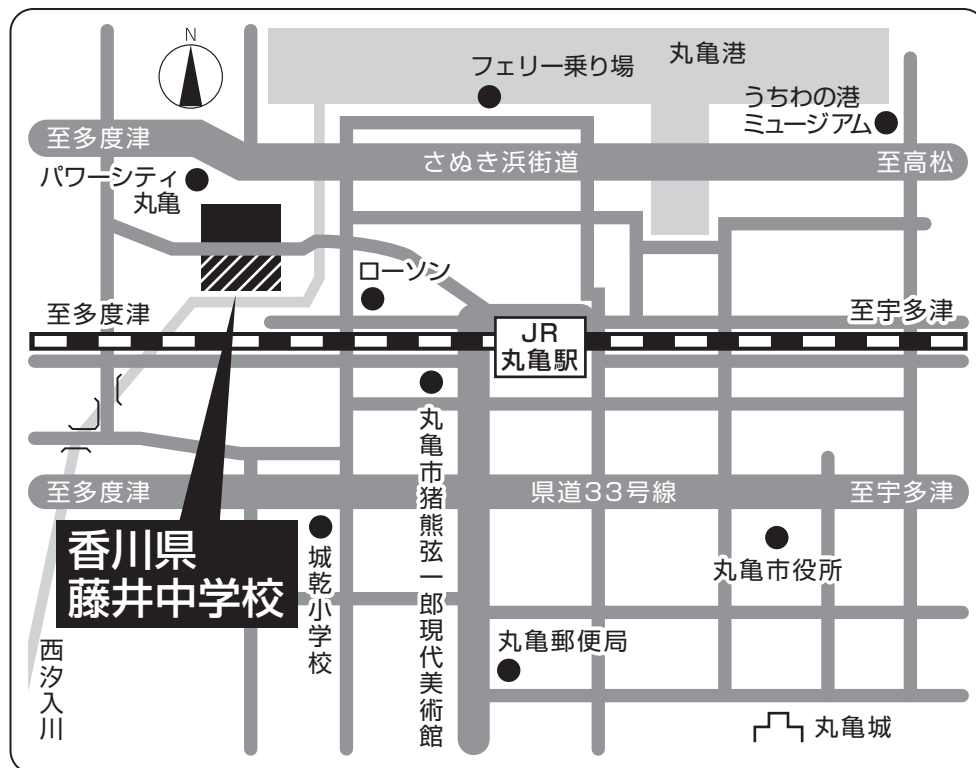 N
フェリー乗り場
丸亀港
うちわの港
ミュージアム
至多度津
さぬき浜街道
至高松
パワーシティ
丸亀
ローソン
至多度津
至宇多津
JR
丸亀駅
丸亀市猪熊弦一郎現代美術館
至多度津
県道33号線
至宇多津
香川県
藤井中学校
城乾小学校
丸亀市役所
丸亀郵便局
西汐入川
丸亀城